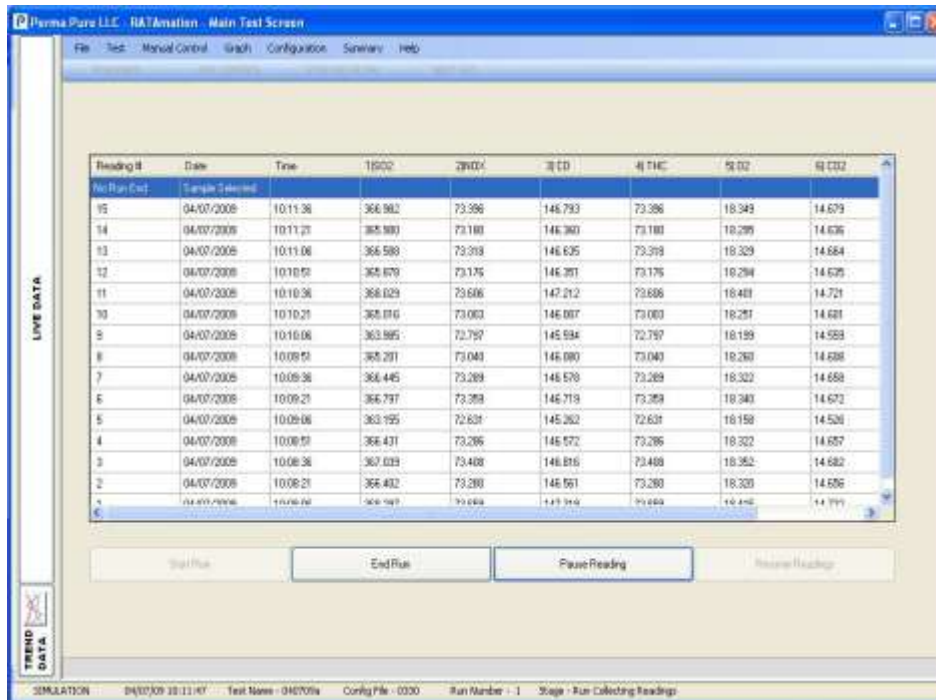 Perma Pure LLC - RATAmation - Main Test Screen
File Test Manual Control Graph Configuration Summary Help
Reading # Date Time 1)SO2 2)NOX 3)CO 4)THC 5)O2 6)CO2
No Run End Sample Selected
15 04/07/2009 10:11:36 366.982 73.396 146.793 73.396 18.349 14.679
14 04/07/2009 10:11:21 365.900 73.180 146.360 73.180 18.295 14.636
13 04/07/2009 10:11:06 366.588 73.318 146.635 73.318 18.329 14.664
12 04/07/2009 10:10:51 365.878 73.176 146.351 73.176 18.294 14.635
11 04/07/2009 10:10:36 368.029 73.606 147.212 73.606 18.401 14.721
10 04/07/2009 10:10:21 365.016 73.003 146.007 73.003 18.251 14.601
9 04/07/2009 10:10:06 363.985 72.797 145.594 72.797 18.199 14.559
8 04/07/2009 10:09:51 365.201 73.040 146.080 73.040 18.260 14.608
7 04/07/2009 10:09:36 366.445 73.289 146.578 73.289 18.322 14.658
6 04/07/2009 10:09:21 366.797 73.359 146.719 73.359 18.340 14.672
5 04/07/2009 10:09:06 363.155 72.631 145.262 72.631 18.158 14.526
4 04/07/2009 10:08:51 366.431 73.286 146.572 73.286 18.322 14.657
3 04/07/2009 10:08:36 367.039 73.408 146.816 73.408 18.352 14.682
2 04/07/2009 10:08:21 366.402 73.280 146.561 73.280 18.320 14.656
Start Run End Run Pause Reading Resume Readings
LIVE DATA
TREND DATA
SIMULATION 04/07/09 10:11:47 Test Name - 040709a Config File - 0300 Run Number - 1 Stage - Run Collecting Readings